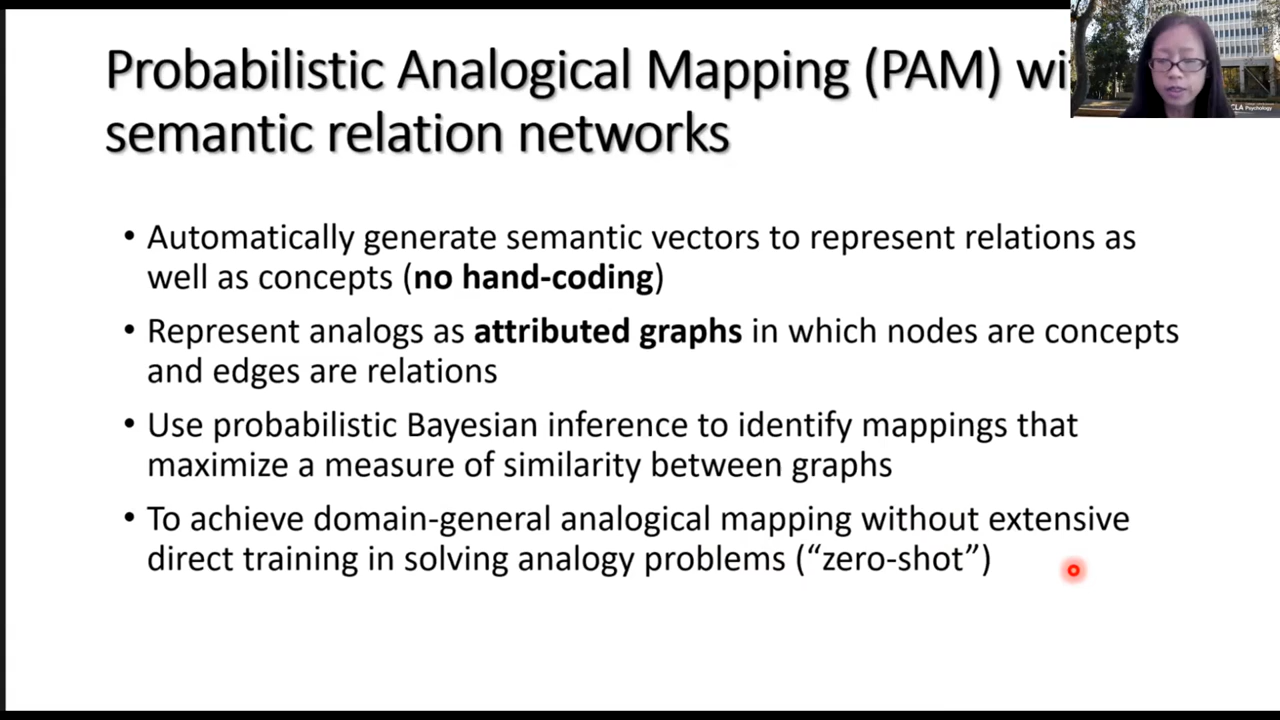 Probabilistic Analogical Mapping (PAM) wi
semantic relation networks
• Automatically generate semantic vectors to represent relations as
well as concepts (no hand-coding)
• Represent analogs as attributed graphs in which nodes are concepts
and edges are relations
• Use probabilistic Bayesian inference to identify mappings that
maximize a measure of similarity between graphs
• To achieve domain-general analogical mapping without extensive
direct training in solving analogy problems (“zero-shot”)
CLA Psychology